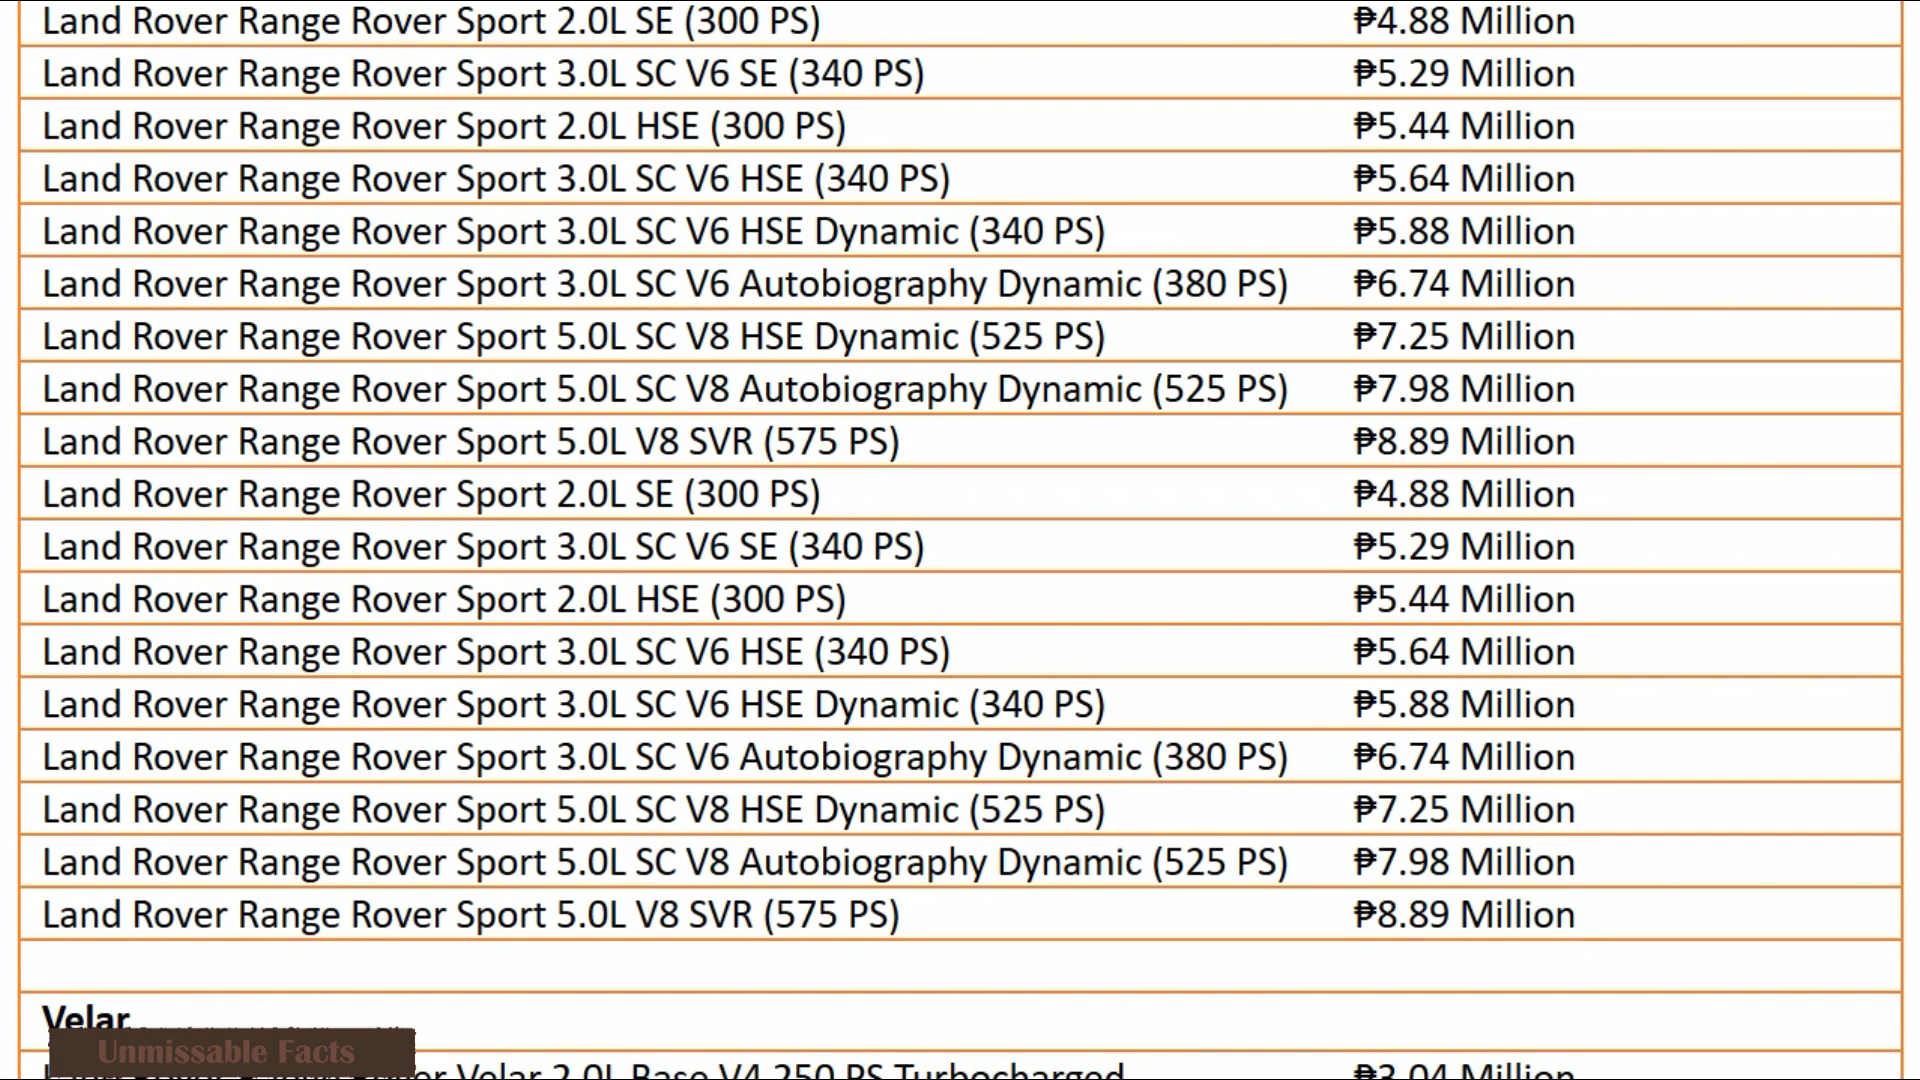 Land Rover Range Rover Sport 2.0L SE (300 PS) ₱4.88 Million
Land Rover Range Rover Sport 3.0L SC V6 SE (340 PS) ₱5.29 Million
Land Rover Range Rover Sport 2.0L HSE (300 PS) ₱5.44 Million
Land Rover Range Rover Sport 3.0L SC V6 HSE (340 PS) ₱5.64 Million
Land Rover Range Rover Sport 3.0L SC V6 HSE Dynamic (340 PS) ₱5.88 Million
Land Rover Range Rover Sport 3.0L SC V6 Autobiography Dynamic (380 PS) ₱6.74 Million
Land Rover Range Rover Sport 5.0L SC V8 HSE Dynamic (525 PS) ₱7.25 Million
Land Rover Range Rover Sport 5.0L SC V8 Autobiography Dynamic (525 PS) ₱7.98 Million
Land Rover Range Rover Sport 5.0L V8 SVR (575 PS) ₱8.89 Million
Land Rover Range Rover Sport 2.0L SE (300 PS) ₱4.88 Million
Land Rover Range Rover Sport 3.0L SC V6 SE (340 PS) ₱5.29 Million
Land Rover Range Rover Sport 2.0L HSE (300 PS) ₱5.44 Million
Land Rover Range Rover Sport 3.0L SC V6 HSE (340 PS) ₱5.64 Million
Land Rover Range Rover Sport 3.0L SC V6 HSE Dynamic (340 PS) ₱5.88 Million
Land Rover Range Rover Sport 3.0L SC V6 Autobiography Dynamic (380 PS) ₱6.74 Million
Land Rover Range Rover Sport 5.0L SC V8 HSE Dynamic (525 PS) ₱7.25 Million
Land Rover Range Rover Sport 5.0L SC V8 Autobiography Dynamic (525 PS) ₱7.98 Million
Land Rover Range Rover Sport 5.0L V8 SVR (575 PS) ₱8.89 Million
Velar
Unmissable Facts
Velar 2.0L Base V4 250 PS Turbocharged ₱3.04 Million